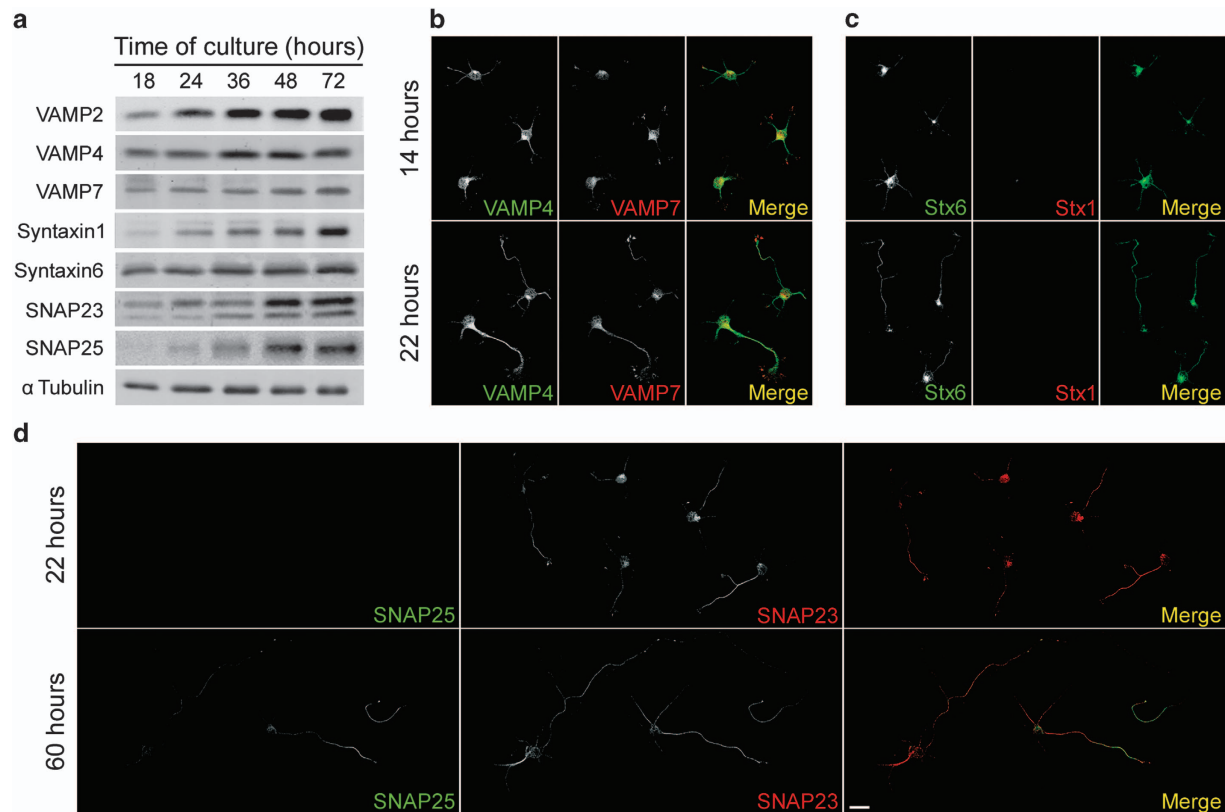 a
Time of culture (hours)
18 24 36 48 72
VAMP2
VAMP4
VAMP7
Syntaxin1
Syntaxin6
SNAP23
SNAP25
α Tubulin
b
14 hours
VAMP4 VAMP7 Merge
22 hours
VAMP4 VAMP7 Merge
c
Stx6 Stx1 Merge
Stx6 Stx1 Merge
d
22 hours
SNAP25 SNAP23 Merge
60 hours
SNAP25 SNAP23 Merge